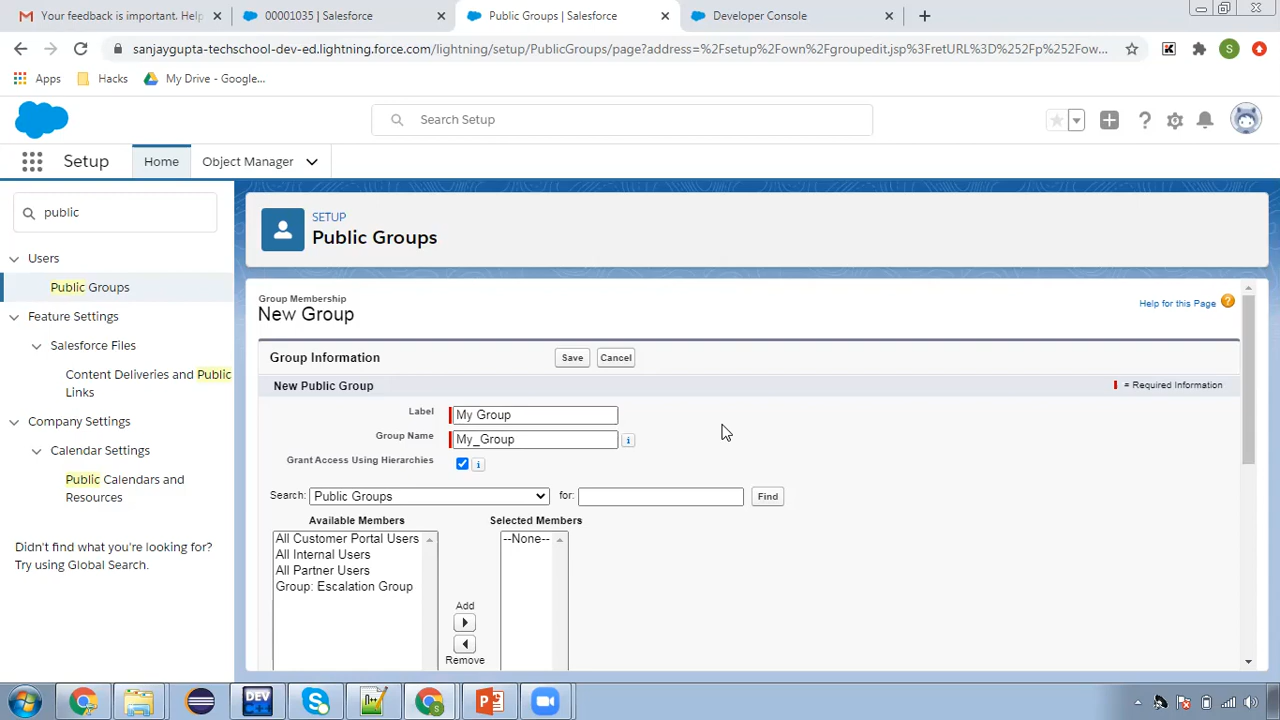 Your feedback is important. Help
00001035 | Salesforce
Public Groups | Salesforce
Developer Console
sanjaygupta-techschool-dev-ed.lightning.force.com/lightning/setup/PublicGroups/page?address=%2Fsetup%2Fown%2Fgroupedit.jsp%3FretURL%3D%252Fp%252Fow...
S
Apps
Hacks
My Drive - Google...
Search Setup
Setup
Home
Object Manager
public
Users
Public Groups
Feature Settings
Salesforce Files
Content Deliveries and Public
Links
Company Settings
Calendar Settings
Public Calendars and
Resources
Didn't find what you're looking for?
Try using Global Search.
SETUP
Public Groups
Group Membership
New Group
Help for this Page ?
Group Information
Save
Cancel
New Public Group
= Required Information
Label
My Group
Group Name
My_Group
i
Grant Access Using Hierarchies
i
Search:
Public Groups
for:
Find
Available Members
Selected Members
All Customer Portal Users
All Internal Users
All Partner Users
Group: Escalation Group
--None--
Add
Remove
DEV
C++
S